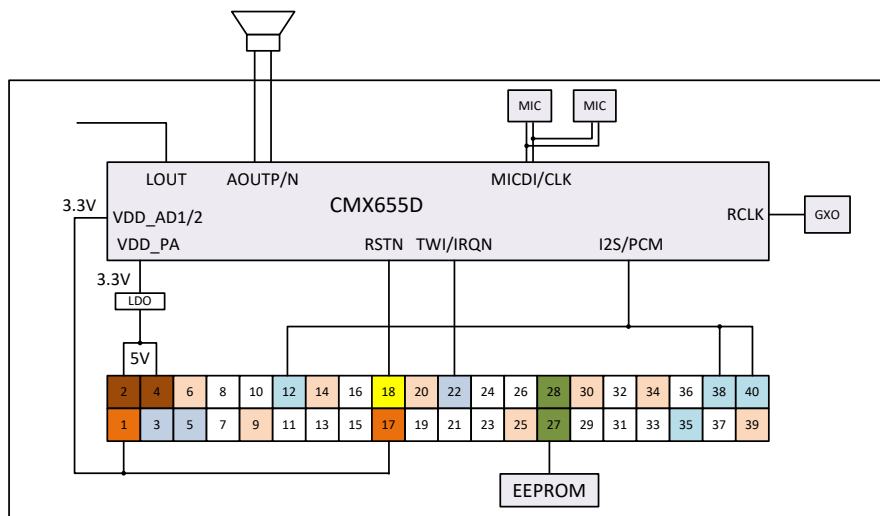 MIC MIC
LOUT AOUTP/N MICDI/CLK
CMX655D
3.3V
VDD_AD1/2
RCLK
GXO
VDD_PA RSTN TWI/IRQN I2S/PCM
3.3V
LDO
5V
2 4 6 8 10 12 14 16 18 20 22 24 26 28 30 32 34 36 38 40
1 3 5 7 9 11 13 15 17 19 21 23 25 27 29 31 33 35 37 39
EEPROM